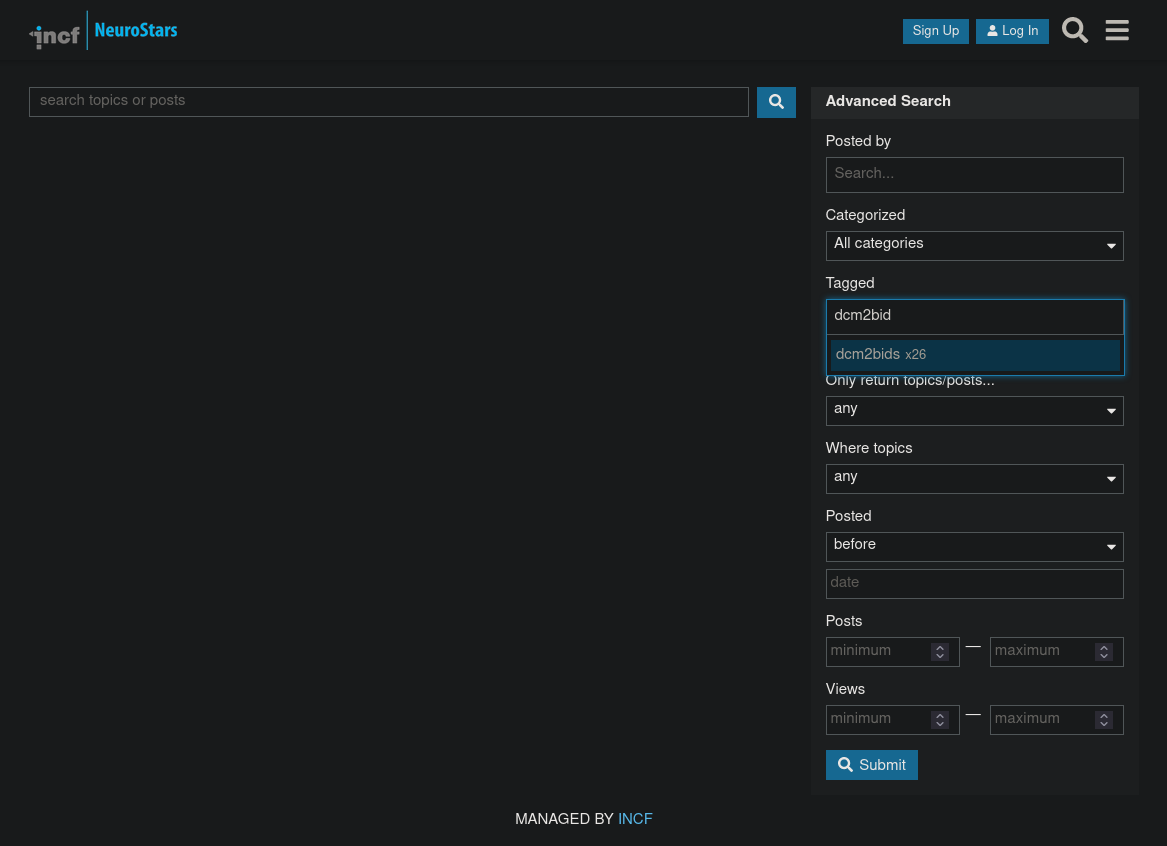 incf NeuroStars
Sign Up
Log In
search topics or posts
Advanced Search
Posted by
Search...
Categorized
All categories
Tagged
dcm2bid
dcm2bids x26
Only return topics/posts...
any
Where topics
any
Posted
before
date
Posts
minimum — maximum
Views
minimum — maximum
Submit
MANAGED BY INCF